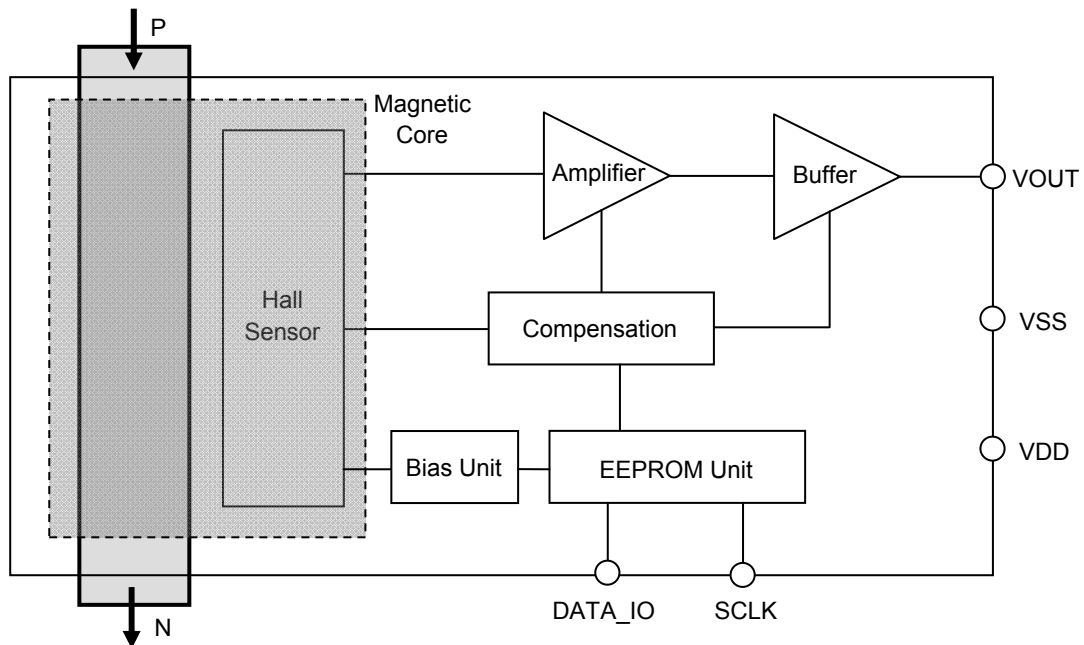 P
Magnetic
Core
Amplifier
Buffer
VOUT
Hall
Sensor
Compensation
VSS
Bias Unit
EEPROM Unit
VDD
DATA_IO
SCLK
N